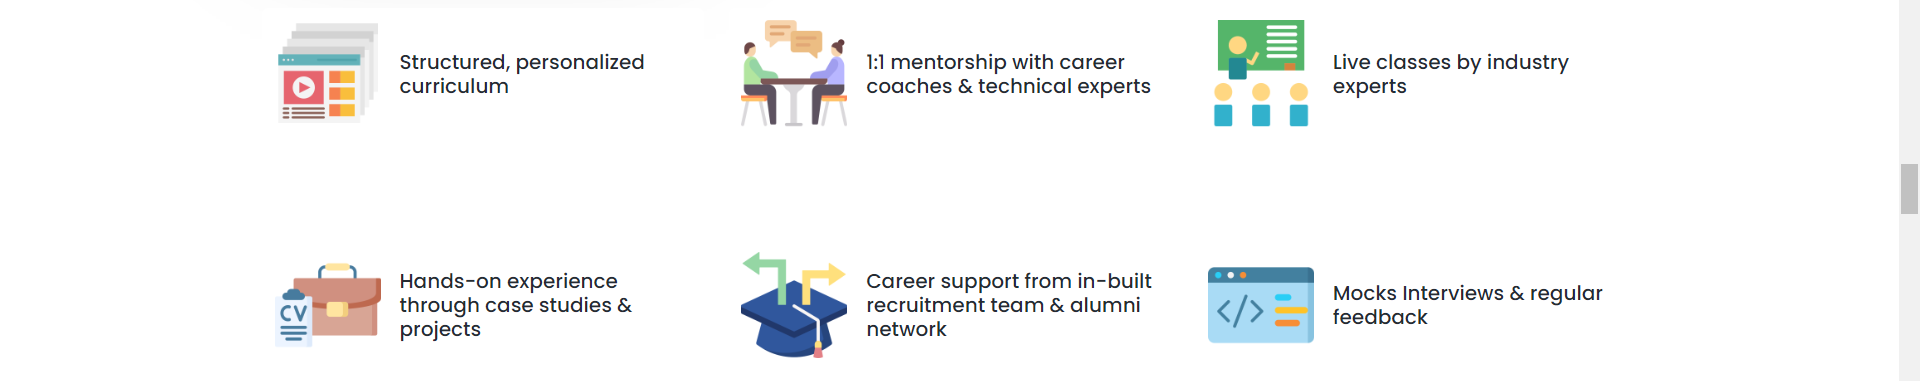 Structured, personalized
curriculum
1:1 mentorship with career
coaches & technical experts
Live classes by industry
experts
CV
Hands-on experience
through case studies &
projects
Career support from in-built
recruitment team & alumni
network
</>
Mocks Interviews & regular
feedback